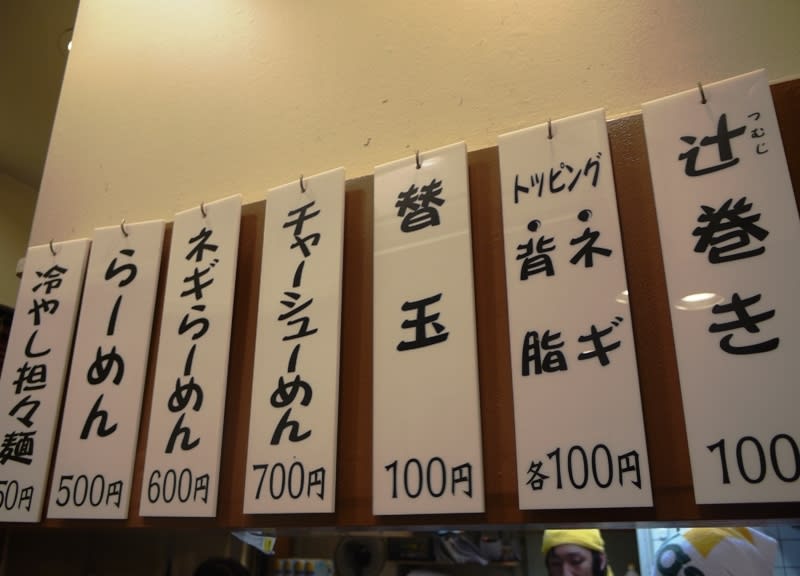 辻巻き
つむじ
100
トッピング
・ネギ
・背脂
各100円
替玉
100円
チャーシューめん
700円
ネギらーめん
600円
らーめん
500円
冷やし担々麺
50円